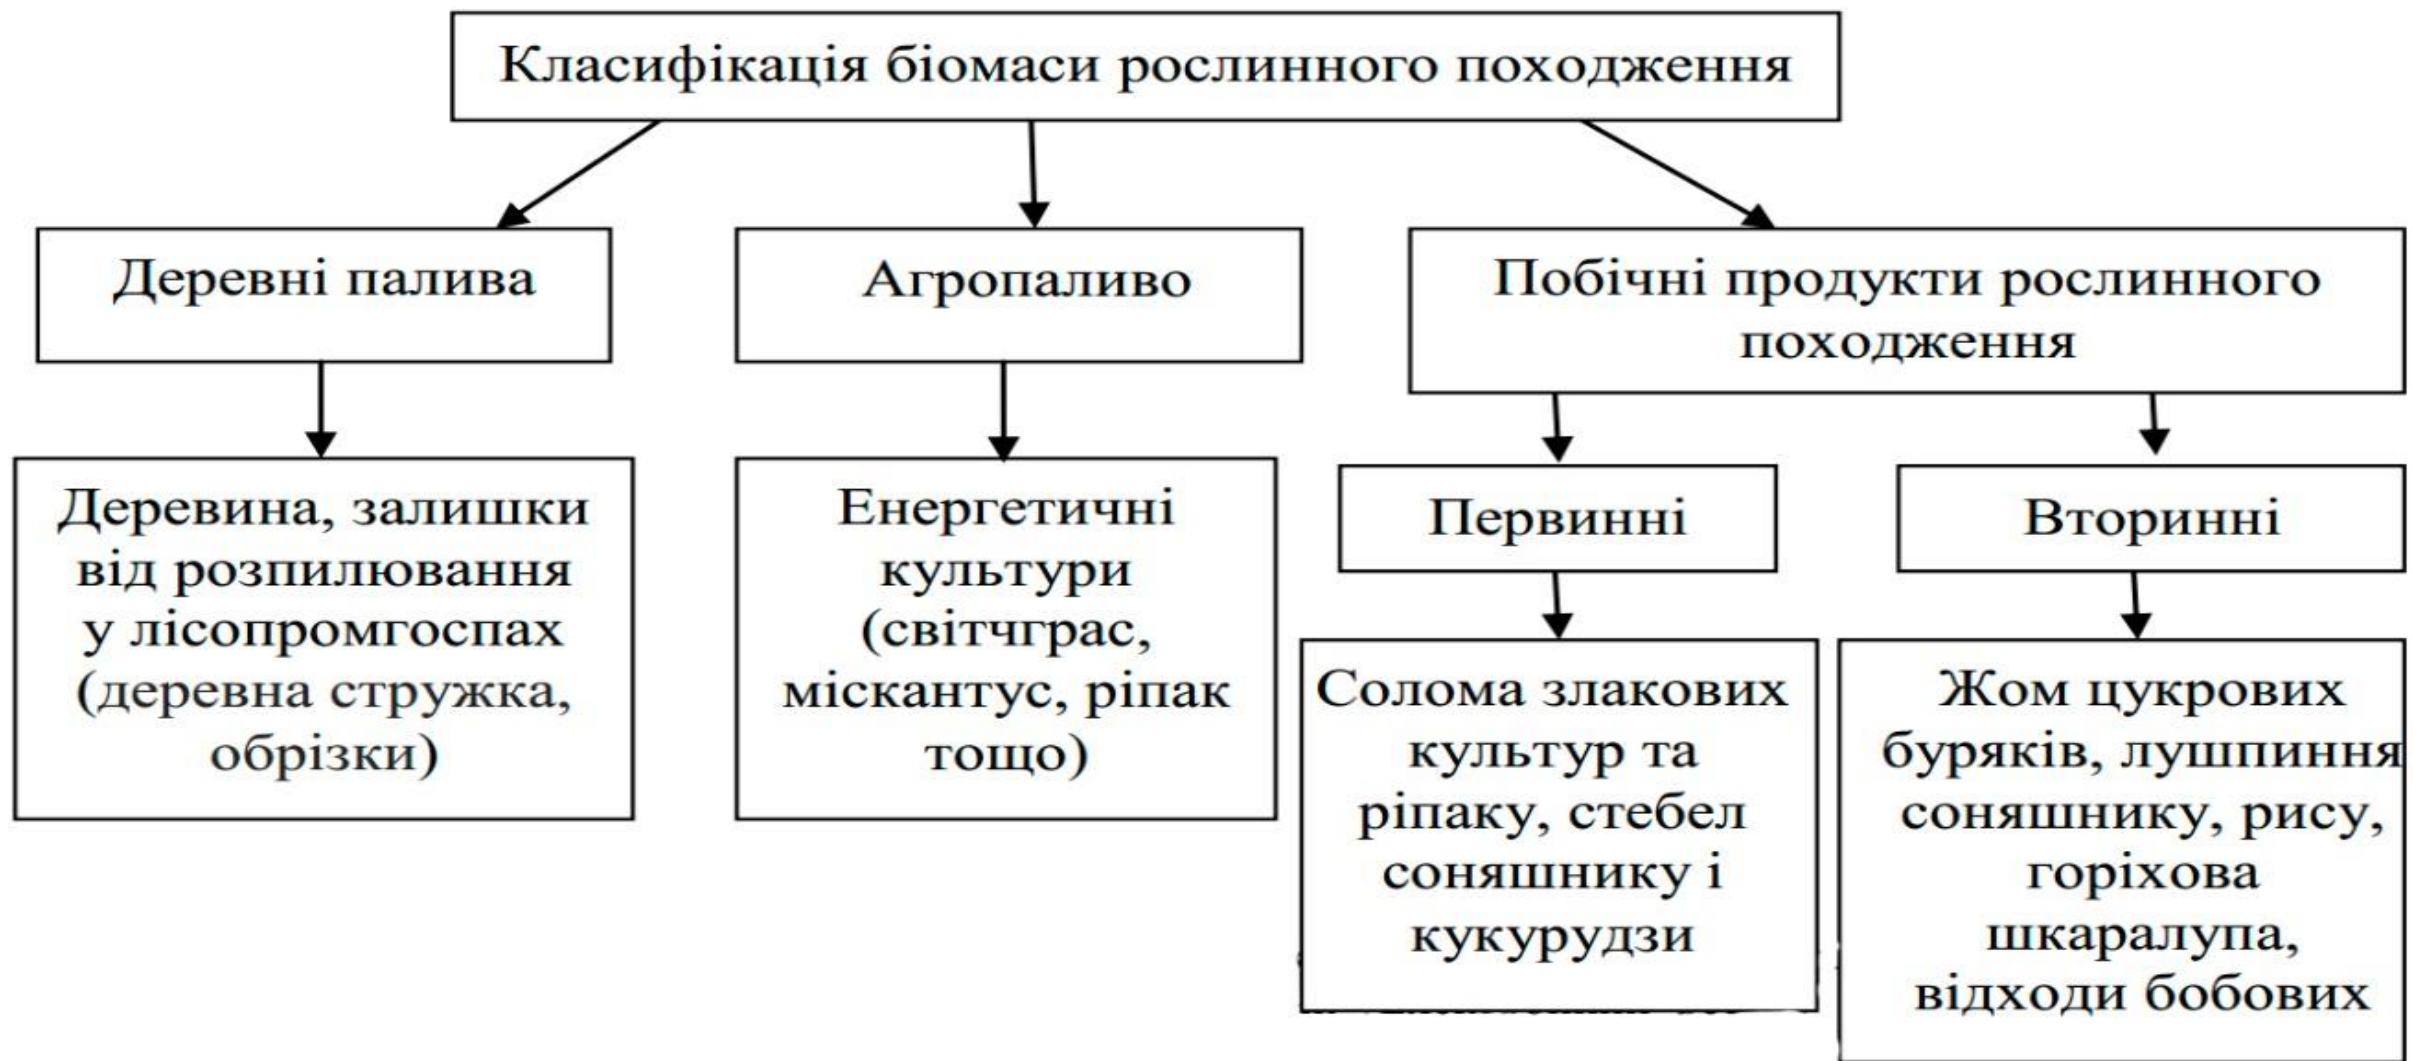 Класифікація біомаси рослинного походження
Деревні палива
Агропаливо
Побічні продукти рослинного
походження
Деревина, залишки
від розпилювання
у лісопромгоспах
(деревна стружка,
обрізки)
Енергетичні
культури
(світчграс,
міскантус, ріпак
тощо)
Первинні
Вторинні
Солома злакових
культур та
ріпаку, стебел
соняшнику і
кукурудзи
Жом цукрових
буряків, лушпиння
соняшнику, рису,
горіхова
шкаралупа,
відходи бобових